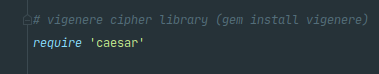 # vigenere cipher library (gem install vigenere)
require 'caesar'